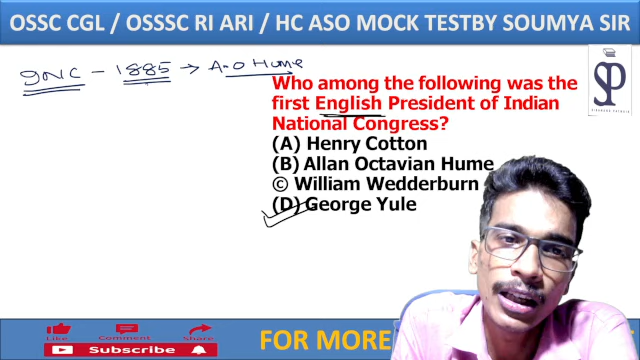 OSSC CGL / OSSSC RI ARI / HC ASO MOCK TESTBY SOUMYA SIR
INC - 1885 → A.O Hume
Who among the following was the
first English President of Indian
National Congress?
(A) Henry Cotton
(B) Allan Octavian Hume
© William Wedderburn
(D) George Yule
SP
Like
Comment
Share
Subscribe
FOR MORE